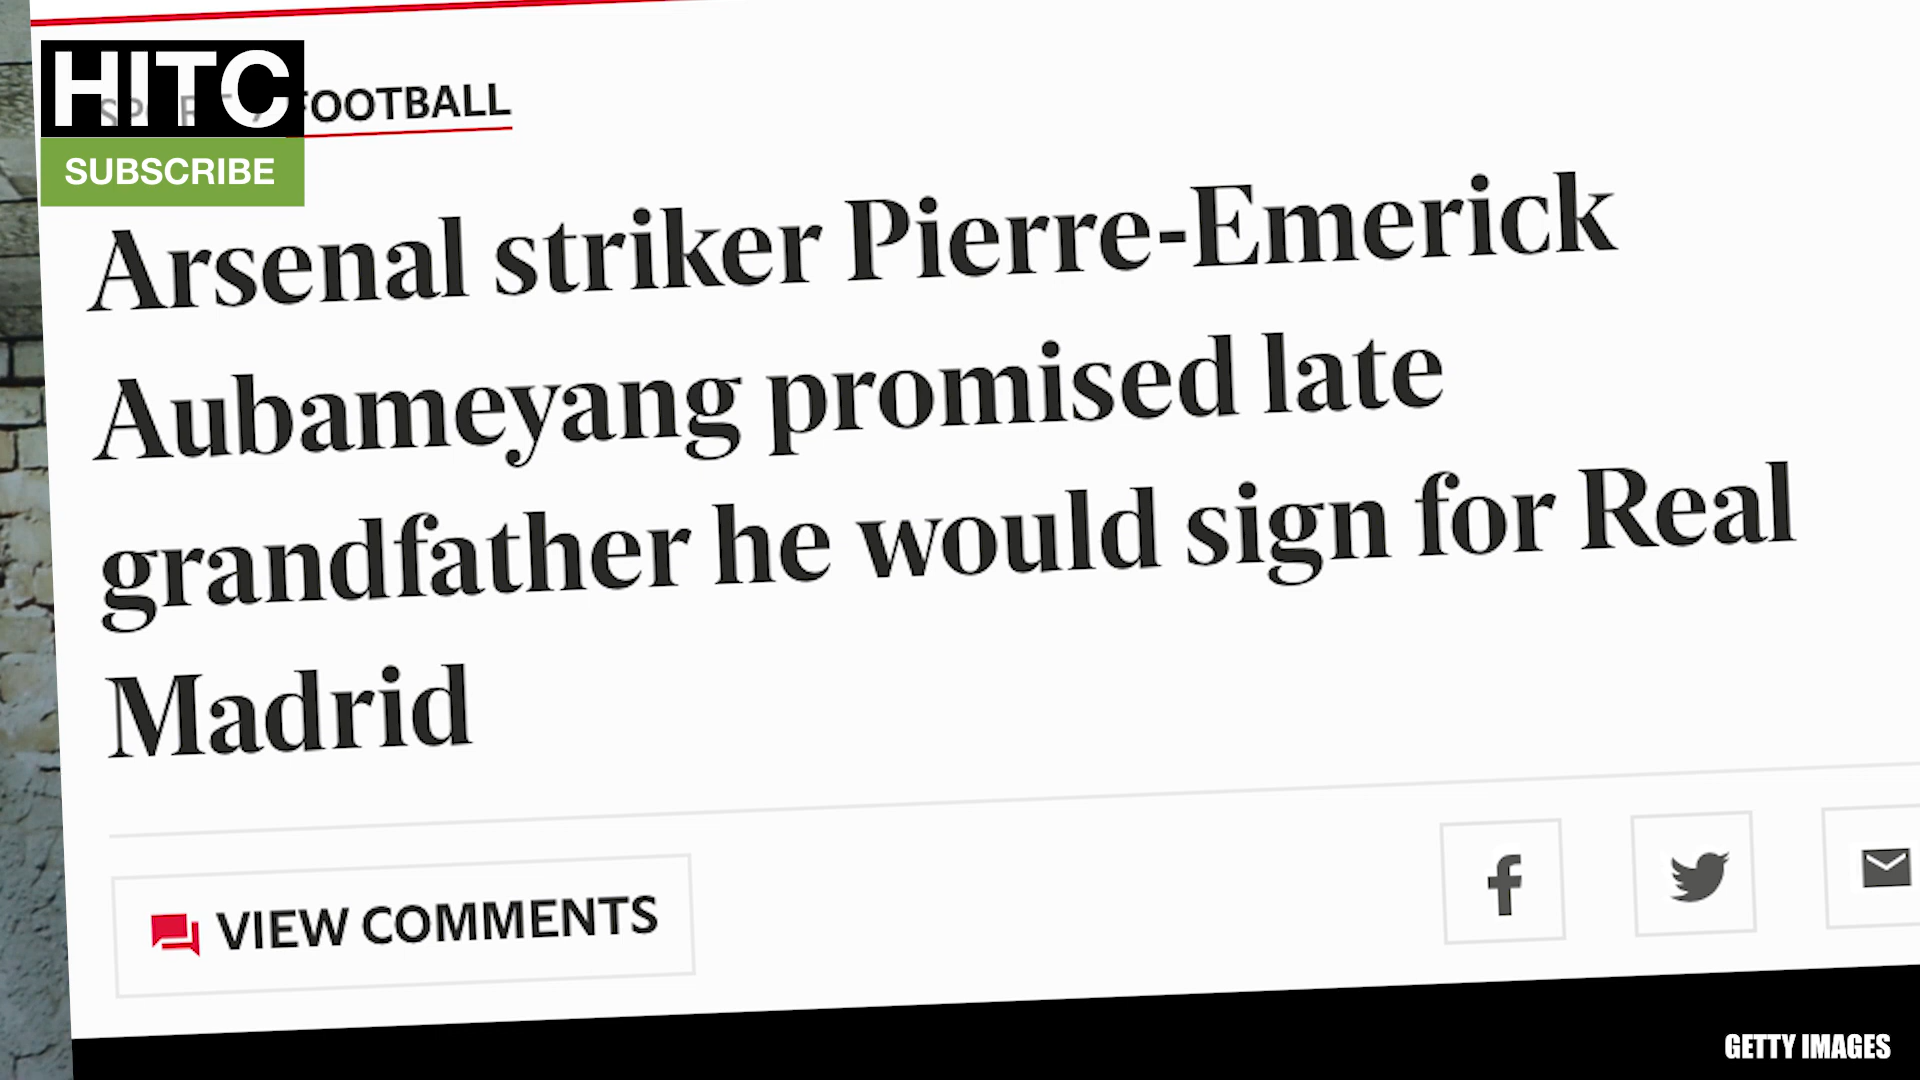 HITC
SUBSCRIBE
SPORT / FOOTBALL
Arsenal striker Pierre-Emerick
Aubameyang promised late
grandfather he would sign for Real
Madrid
VIEW COMMENTS
GETTY IMAGES